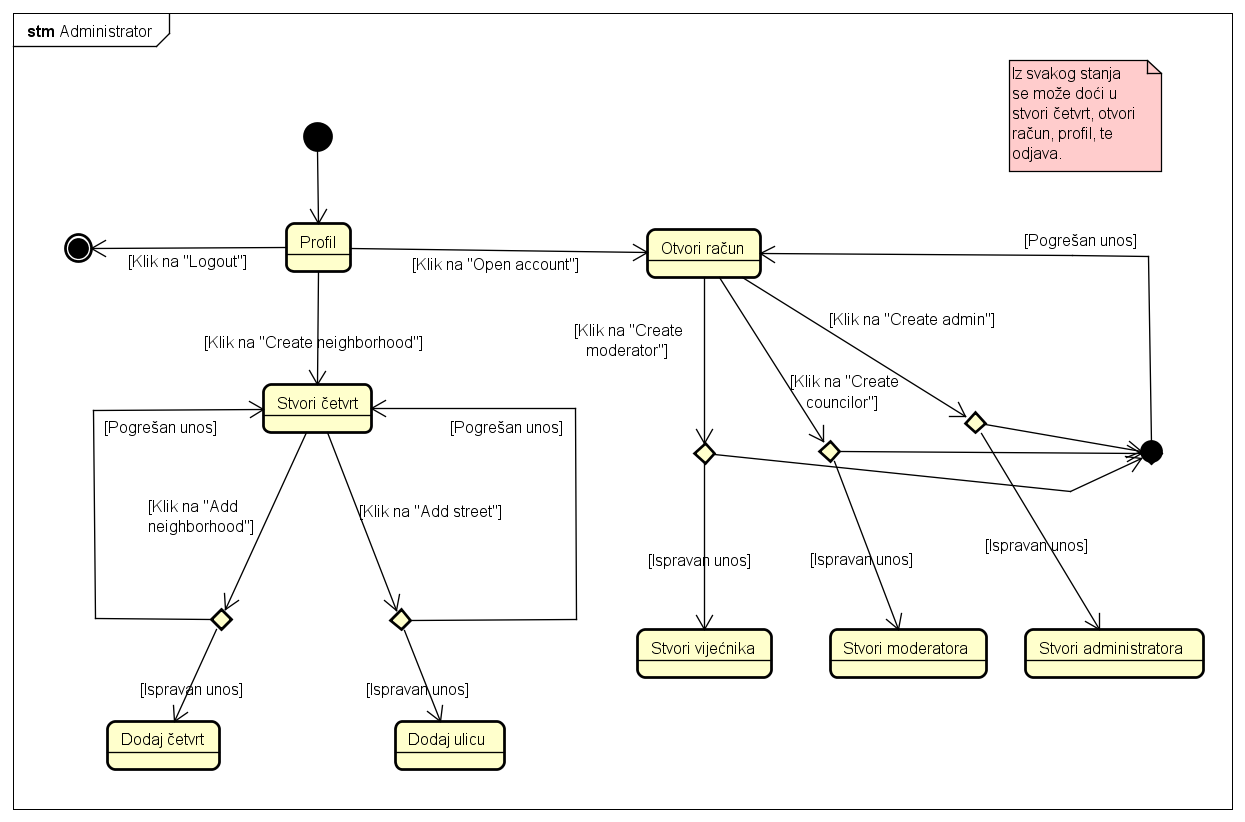 stm Administrator
Iz svakog stanja
se može doći u
stvori četvrt, otvori
račun, profil, te
odjava.
Profil
Otvori račun
[Pogrešan unos]
[Klik na "Logout"]
[Klik na "Open account"]
[Klik na "Create neighborhood"]
[Klik na "Create
moderator"]
[Klik na "Create admin"]
[Klik na "Create
councilor"]
Stvori četvrt
[Pogrešan unos]
[Pogrešan unos]
[Klik na "Add
neighborhood"]
[Klik na "Add street"]
[Ispravan unos]
[Ispravan unos]
[Ispravan unos]
Stvori vijećnika
Stvori moderatora
Stvori administratora
[Ispravan unos]
[Ispravan unos]
Dodaj četvrt
Dodaj ulicu